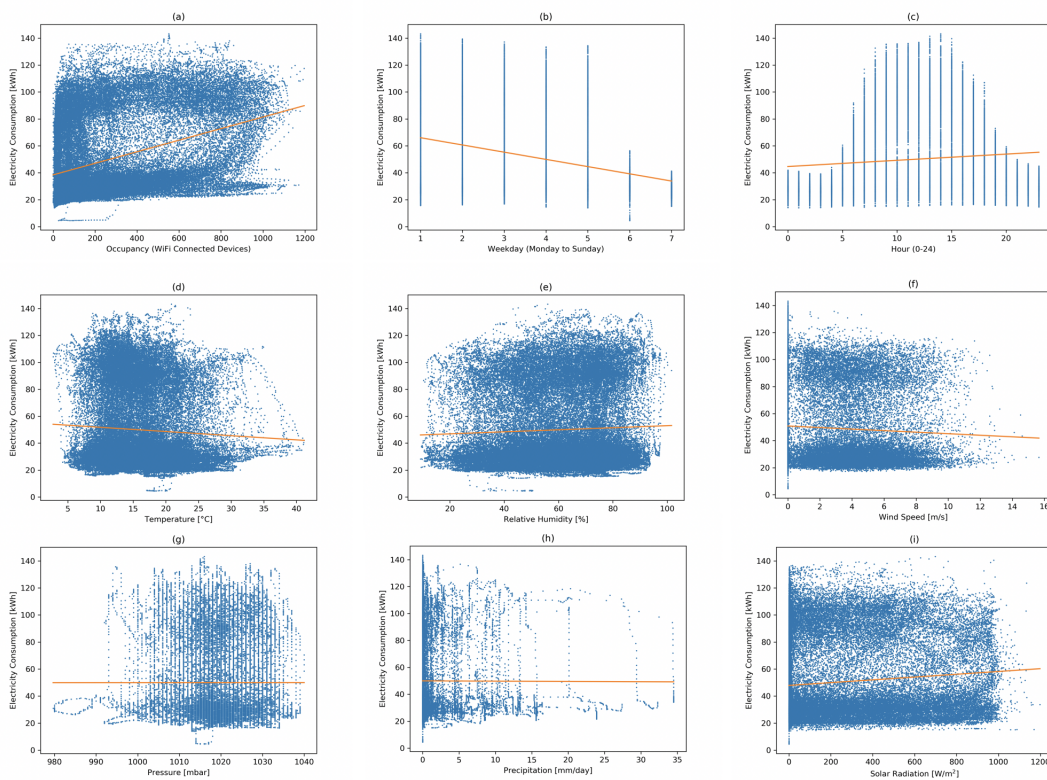 (a)
Electricity Consumption [kWh]
140
120
100
80
60
40
20
0
0 200 400 600 800 1000 1200
Occupancy (WiFi Connected Devices)
(b)
Electricity Consumption [kWh]
140
120
100
80
60
40
20
0
1 2 3 4 5 6 7
Weekday (Monday to Sunday)
(c)
Electricity Consumption [kWh]
140
120
100
80
60
40
20
0
0 5 10 15 20
Hour (0-24)
(d)
Electricity Consumption [kWh]
140
120
100
80
60
40
20
0
5 10 15 20 25 30 35 40
Temperature [°C]
(e)
Electricity Consumption [kWh]
140
120
100
80
60
40
20
0
20 40 60 80 100
Relative Humidity [%]
(f)
Electricity Consumption [kWh]
140
120
100
80
60
40
20
0
0 2 4 6 8 10 12 14 16
Wind Speed [m/s]
(g)
Electricity Consumption [kWh]
140
120
100
80
60
40
20
0
980 990 1000 1010 1020 1030 1040
Pressure [mbar]
(h)
Electricity Consumption [kWh]
140
120
100
80
60
40
20
0
0 5 10 15 20 25 30 35
Precipitation [mm/day]
(i)
Electricity Consumption [kWh]
140
120
100
80
60
40
20
0
0 200 400 600 800 1000 1200
Solar Radiation [W/m²]